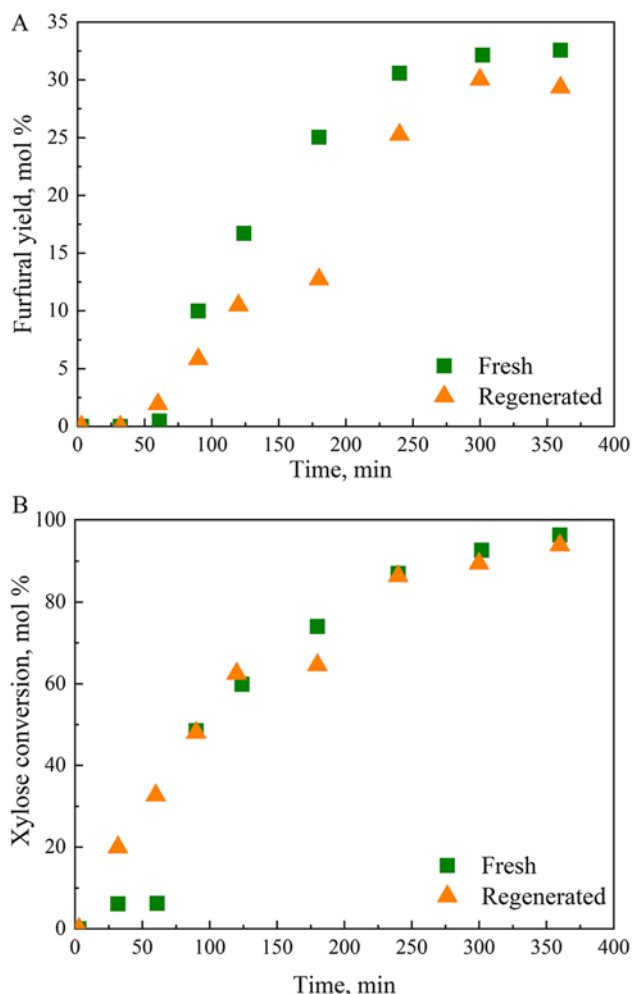 A
35
30
25
20
15
10
5
0
Furfural yield, mol %
Fresh
Regenerated
0 50 100 150 200 250 300 350 400
Time, min
B
100
80
60
40
20
0
Xylose conversion, mol %
Fresh
Regenerated
0 50 100 150 200 250 300 350 400
Time, min